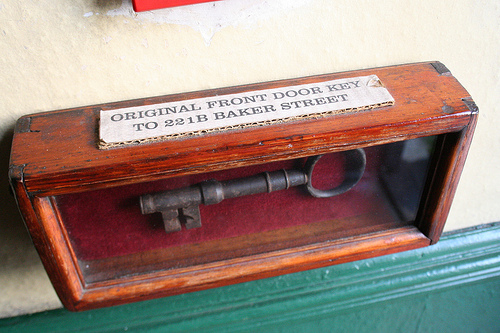 ORIGINAL FRONT DOOR KEY
TO 221B BAKER STREET